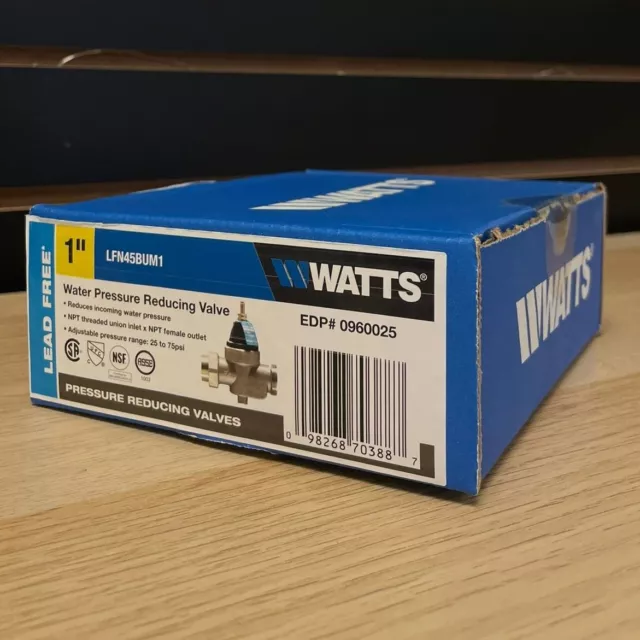 WATTS
LEAD FREE*
1"
LFN45BUM1
WATTS®
Water Pressure Reducing Valve
• Reduces incoming water pressure
• NPT threaded union inlet x NPT female outlet
• Adjustable pressure range: 25 to 75psi
EDP# 0960025
NSF
ASSE
PRESSURE REDUCING VALVES
0 98268 70388 7
WATTS